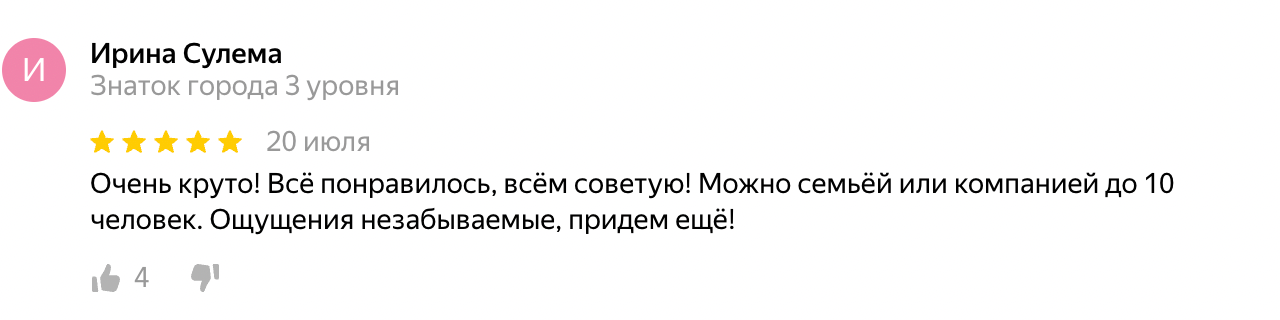 И
Ирина Сулема
Знаток города 3 уровня
20 июля
Очень круто! Всё понравилось, всём советую! Можно семьёй или компанией до 10
человек. Ощущения незабываемые, придем ещё!
4